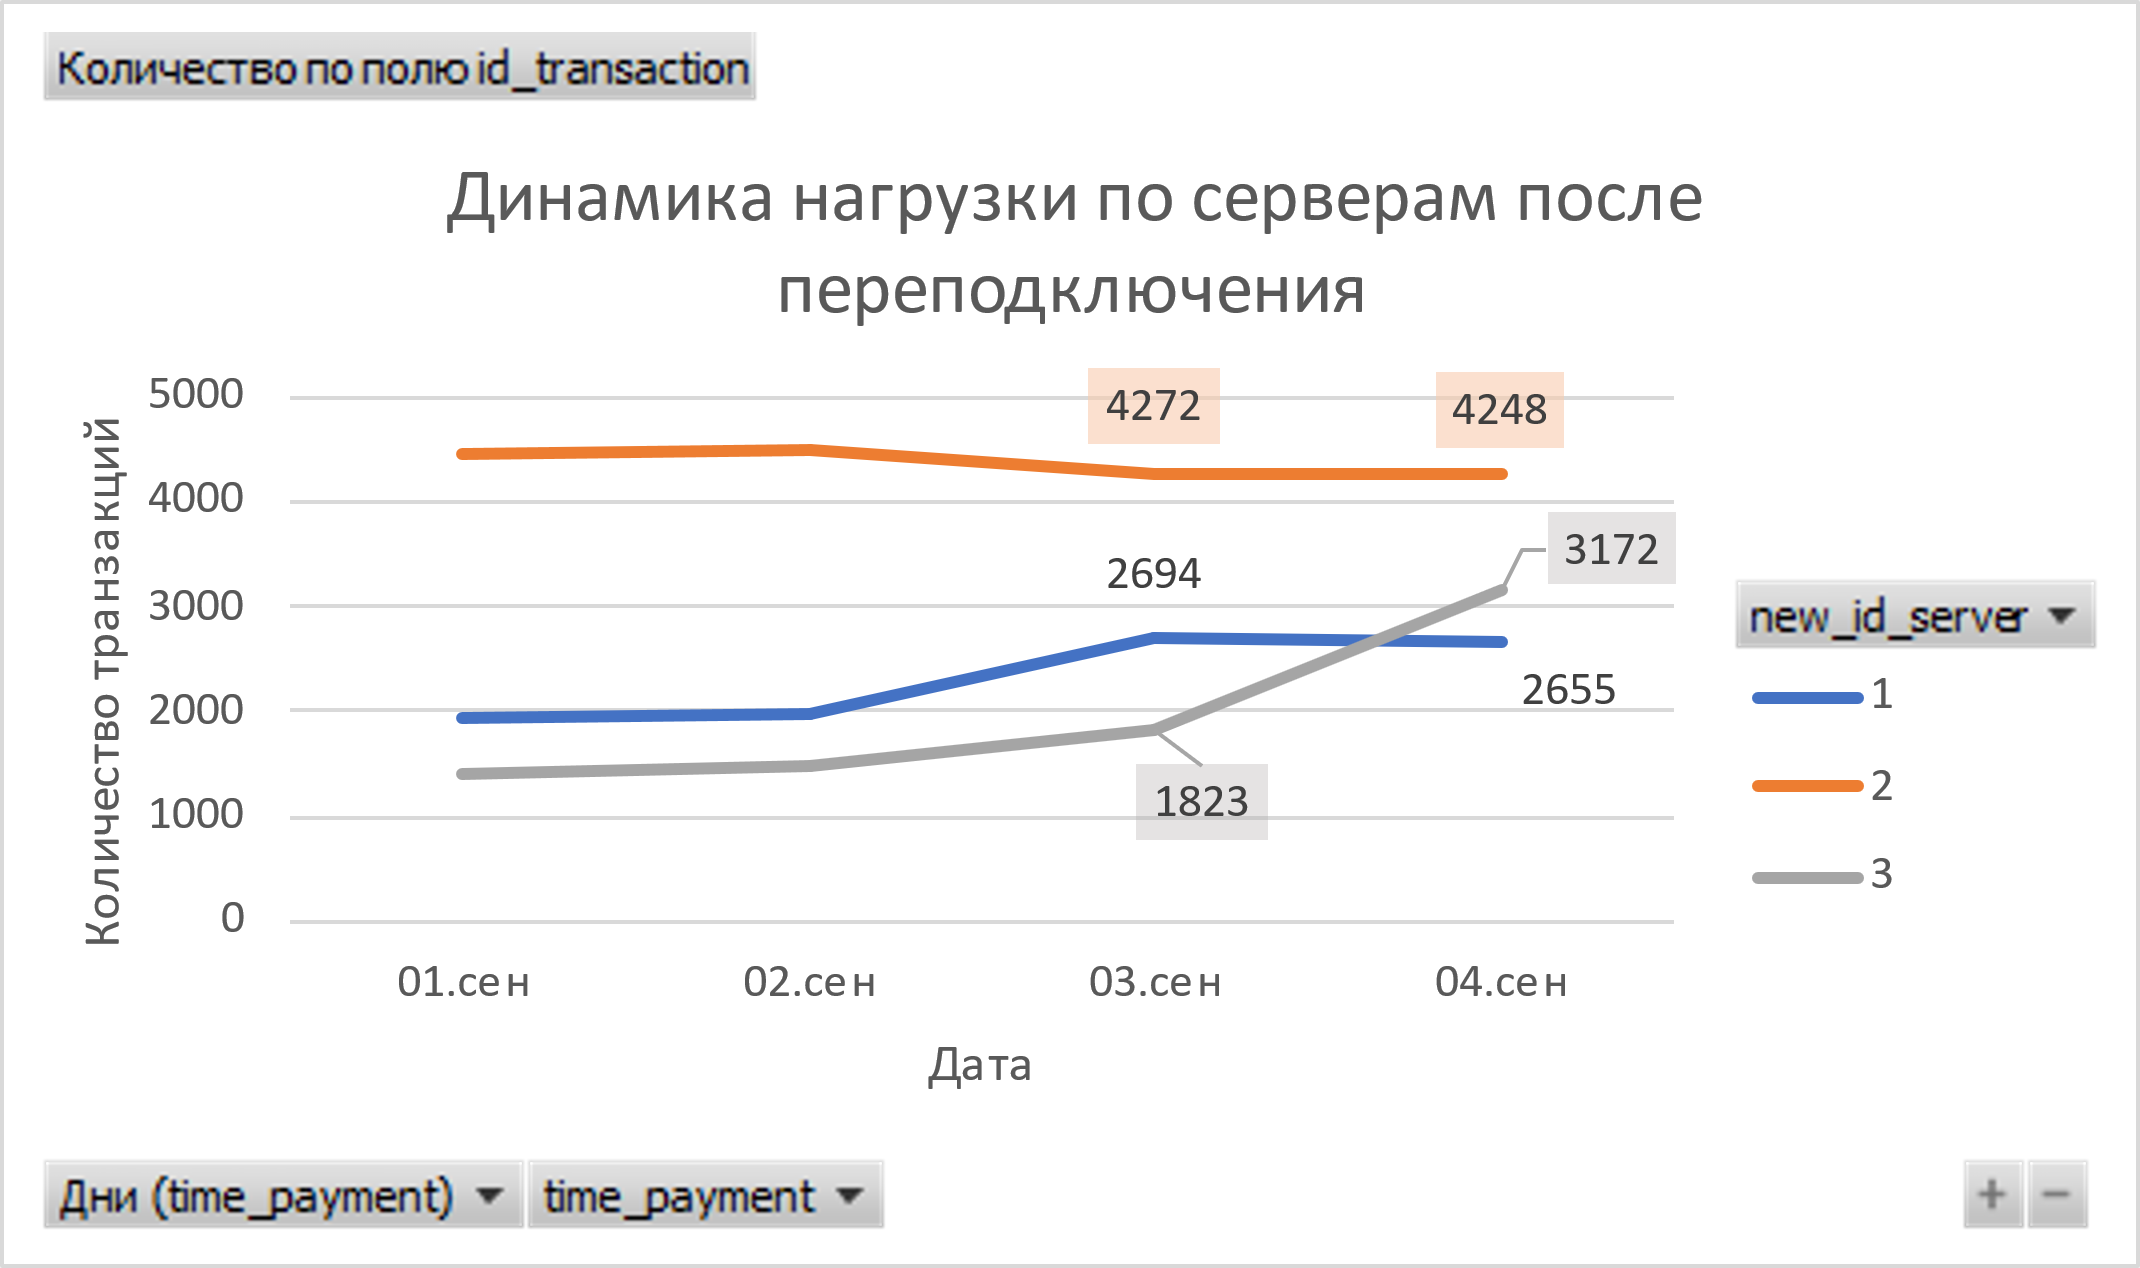 Количество по полю id_transaction
Динамика нагрузки по серверам после
переподключения
Количество транзакций
5000
4000
3000
2000
1000
0
4272
4248
2694
3172
2655
1823
01.сен
02.сен
03.сен
04.сен
Дата
new_id_server
1
2
3
Дни (time_payment)
time_payment
+
−